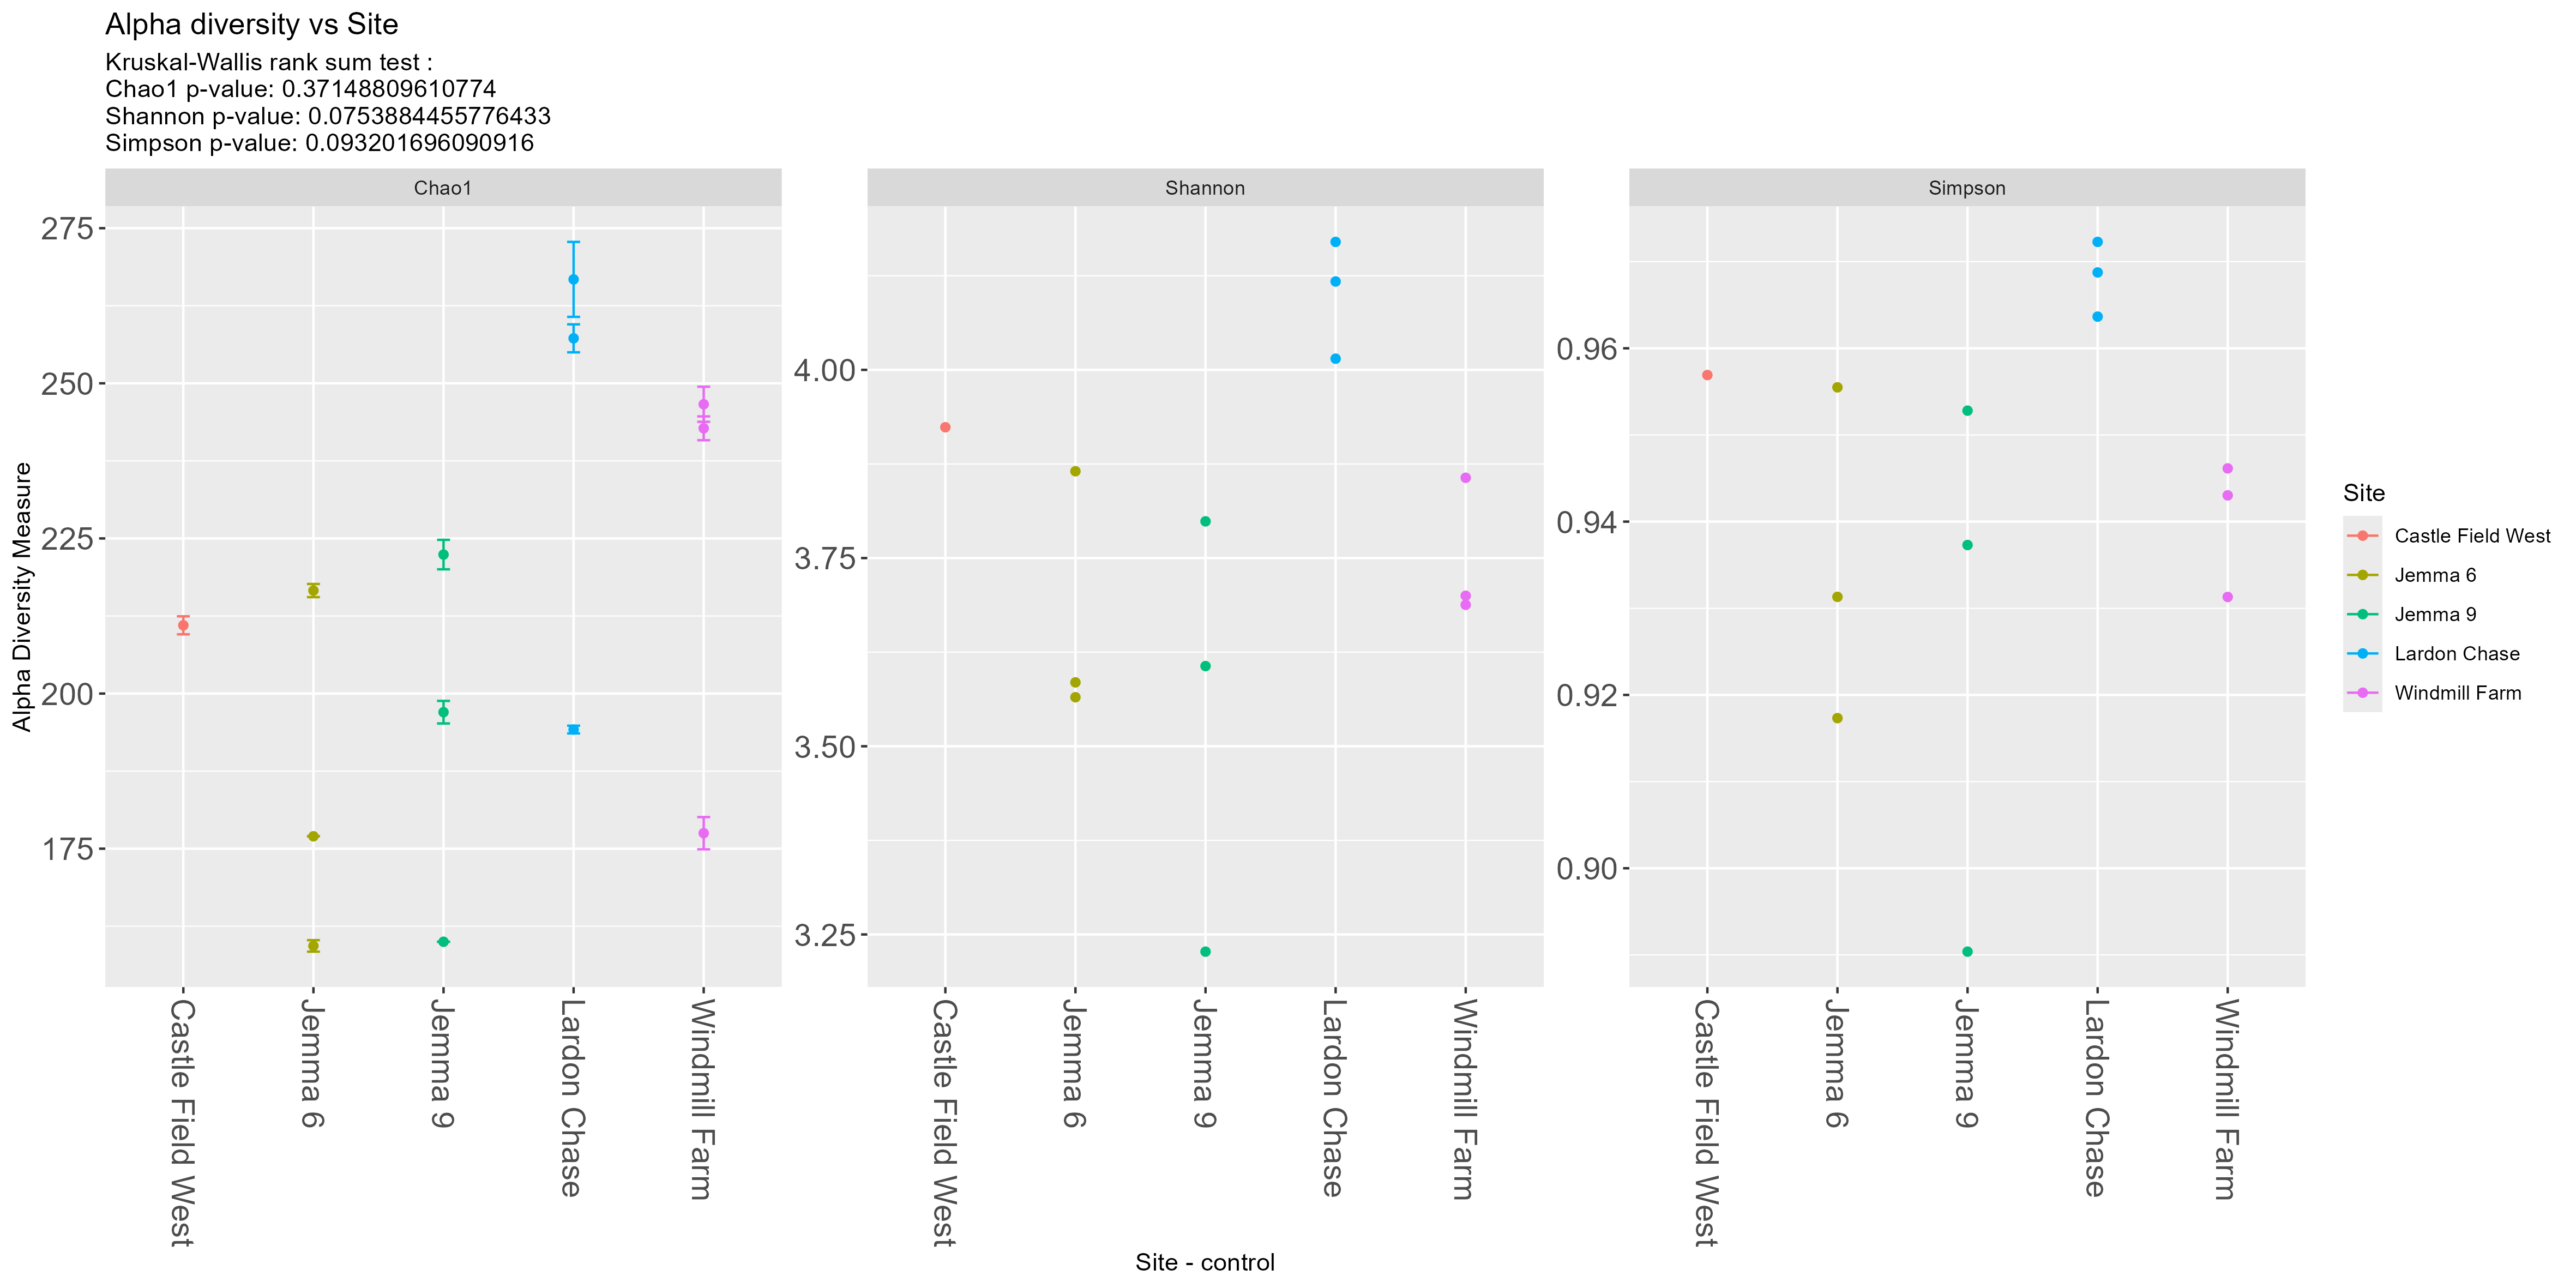 Alpha diversity vs Site
Kruskal-Wallis rank sum test :
Chao1 p-value: 0.37148809610774
Shannon p-value: 0.0753884455776433
Simpson p-value: 0.093201696090916
Chao1
Shannon
Simpson
Alpha Diversity Measure
275
250
225
200
175
4.00
3.75
3.50
3.25
0.96
0.94
0.92
0.90
Castle Field West
Jemma 6
Jemma 9
Lardon Chase
Windmill Farm
Castle Field West
Jemma 6
Jemma 9
Lardon Chase
Windmill Farm
Castle Field West
Jemma 6
Jemma 9
Lardon Chase
Windmill Farm
Site - control
Site
Castle Field West
Jemma 6
Jemma 9
Lardon Chase
Windmill Farm